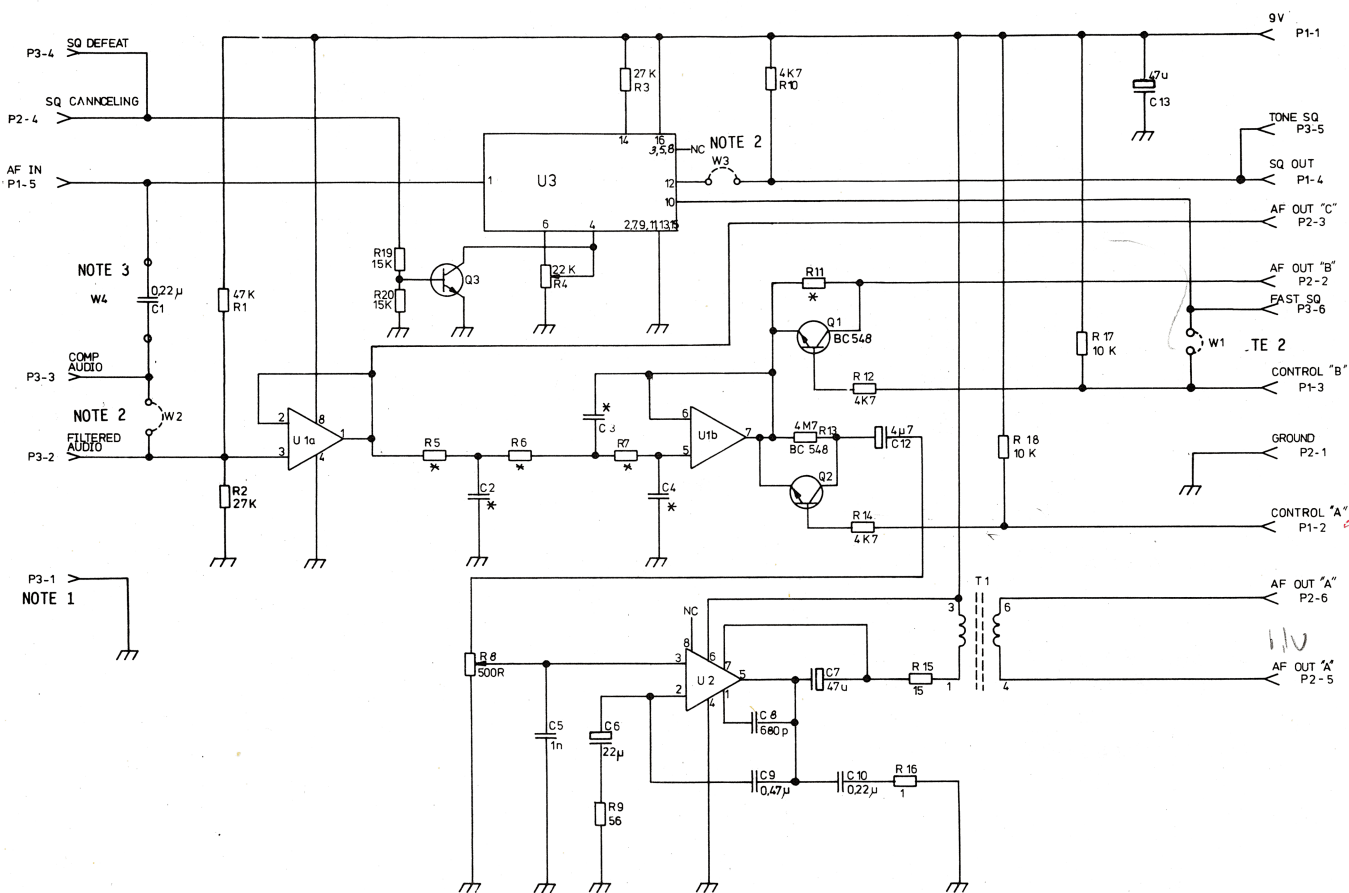 9V
P1-1
SQ DEFEAT
P3-4
SQ CANNCELING
P2-4
AF IN
P1-5
27 K
R3
4K7
R10
47u
C13
TONE SQ
P3-5
SQ OUT
P1-4
AF OUT "C"
P2-3
AF OUT "B"
P2-2
FAST SQ
P3-6
CONTROL "B"
P1-3
GROUND
P2-1
CONTROL "A"
P1-2
AF OUT "A"
P2-6
AF OUT "A"
P2-5
14
16
3,5,8
NC
NOTE 2
W3
1
U3
12
10
6
4
2,7,9,11,13,15
R19
15K
R20
15K
Q3
22 K
R4
NOTE 3
W4
0,22µ
C1
47K
R1
COMP
AUDIO
P3-3
NOTE 2
W2
FILTERED
AUDIO
P3-2
R2
27K
P3-1
NOTE 1
2
8
U 1a
1
3
4
R5
*
R6
*
R7
*
C2
*
*
C 3
C4
*
6
U1b
7
5
R11
*
Q1
BC 548
R 12
4K7
R 17
10 K
W1
TE 2
4M7
R13
BC 548
4µ7
C12
Q2
R 14
4K7
R 18
10 K
T 1
3
6
1
4
NC
8
R 8
500R
3
6
7
U 2
5
2
1
4
C7
47u
R 15
15
C5
1n
C6
22µ
C 8
680p
C9
0,47µ
C 10
0,22µ
R 16
1
R9
56